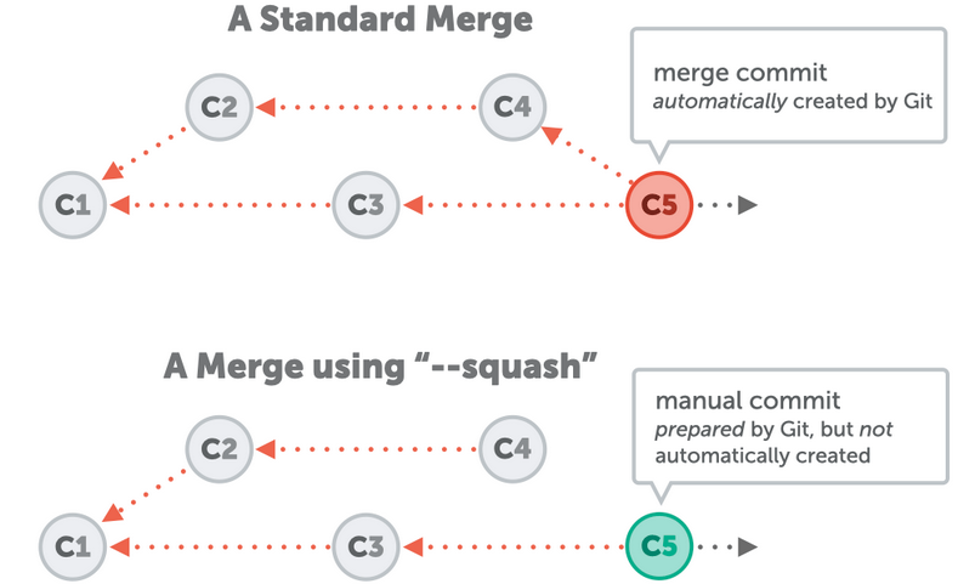 A Standard Merge
merge commit
automatically created by Git
C2
C4
C1
C3
C5
A Merge using “--squash”
manual commit
prepared by Git, but not
automatically created
C2
C4
C1
C3
C5